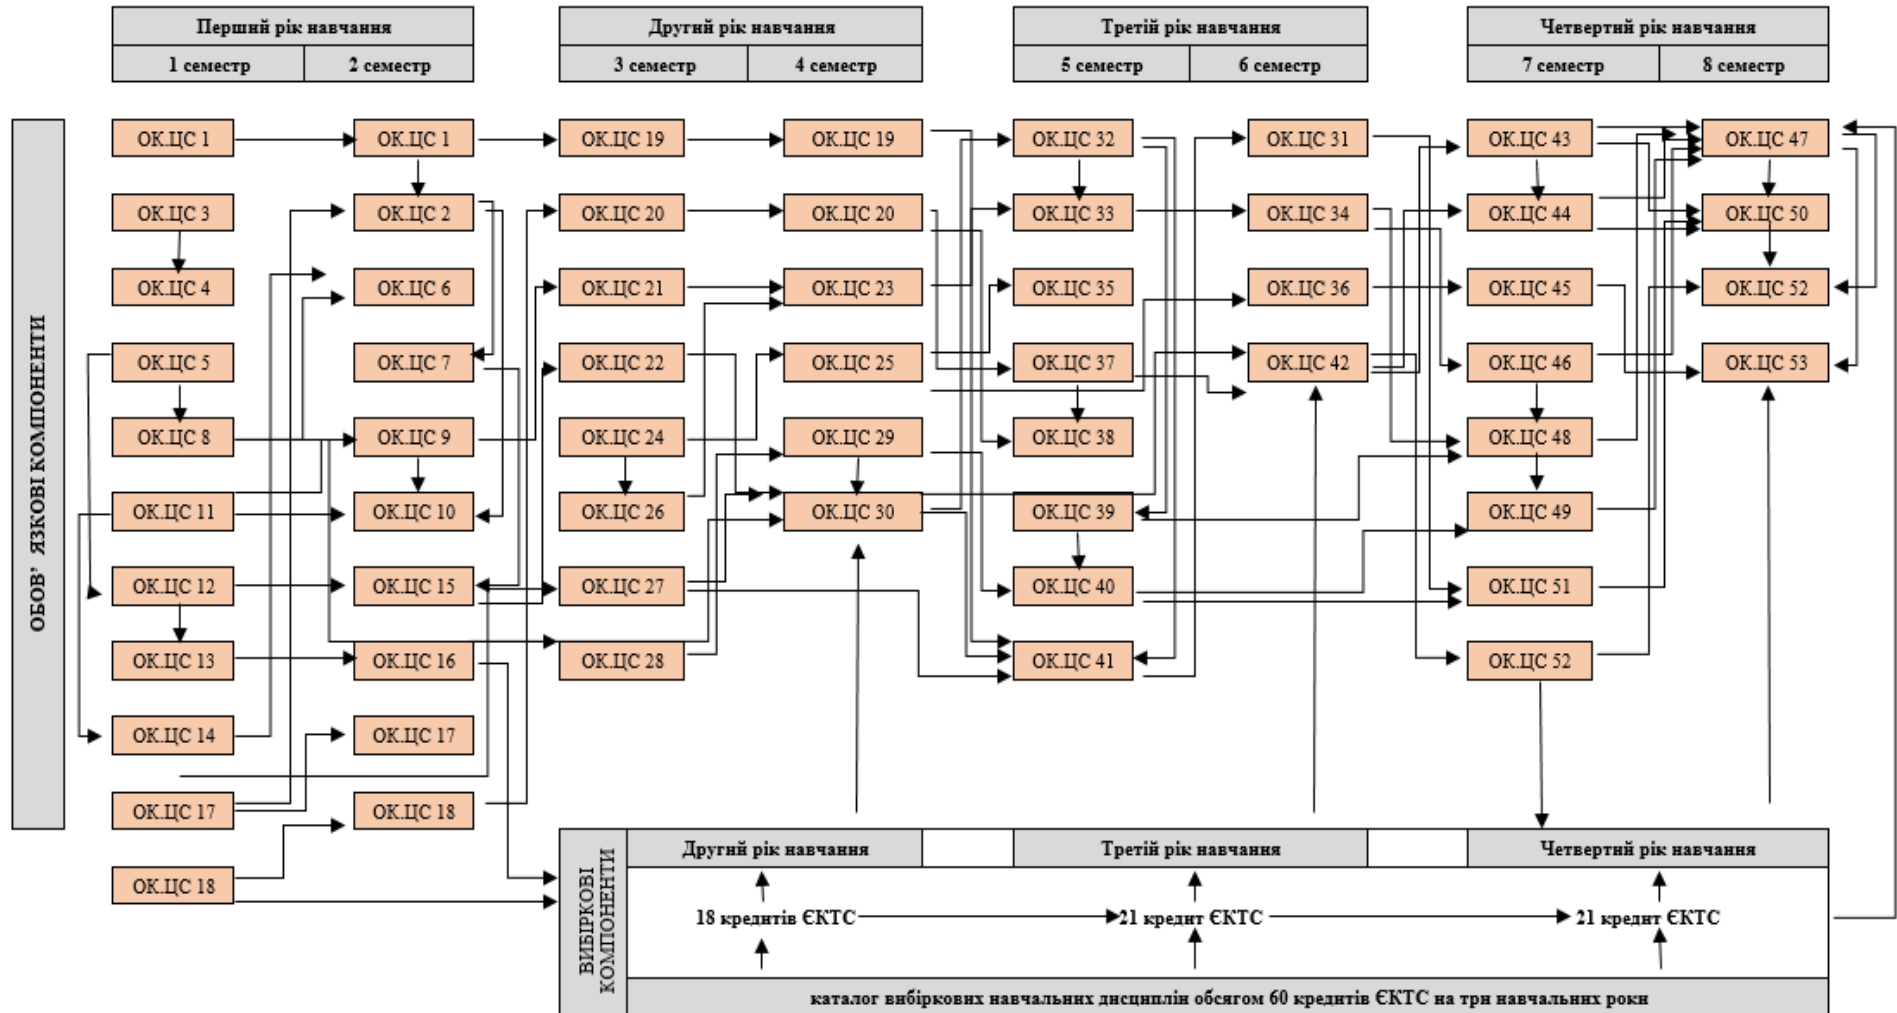 Перший рік навчання
Другий рік навчання
Третій рік навчання
Четвертий рік навчання
1 семестр
2 семестр
3 семестр
4 семестр
5 семестр
6 семестр
7 семестр
8 семестр
ОБОВ’ ЯЗКОВІ КОМПОНЕНТИ
ОК.ЦС 1
ОК.ЦС 1
ОК.ЦС 19
ОК.ЦС 19
ОК.ЦС 32
ОК.ЦС 31
ОК.ЦС 43
ОК.ЦС 47
ОК.ЦС 3
ОК.ЦС 2
ОК.ЦС 20
ОК.ЦС 20
ОК.ЦС 33
ОК.ЦС 34
ОК.ЦС 44
ОК.ЦС 50
ОК.ЦС 4
ОК.ЦС 6
ОК.ЦС 21
ОК.ЦС 23
ОК.ЦС 35
ОК.ЦС 36
ОК.ЦС 45
ОК.ЦС 52
ОК.ЦС 5
ОК.ЦС 7
ОК.ЦС 22
ОК.ЦС 25
ОК.ЦС 37
ОК.ЦС 42
ОК.ЦС 46
ОК.ЦС 53
ОК.ЦС 8
ОК.ЦС 9
ОК.ЦС 24
ОК.ЦС 29
ОК.ЦС 38
ОК.ЦС 48
ОК.ЦС 11
ОК.ЦС 10
ОК.ЦС 26
ОК.ЦС 30
ОК.ЦС 39
ОК.ЦС 49
ОК.ЦС 12
ОК.ЦС 15
ОК.ЦС 27
ОК.ЦС 40
ОК.ЦС 51
ОК.ЦС 13
ОК.ЦС 16
ОК.ЦС 28
ОК.ЦС 41
ОК.ЦС 52
ОК.ЦС 14
ОК.ЦС 17
ОК.ЦС 17
ОК.ЦС 18
ОК.ЦС 18
ВИБІРКОВІ
КОМПОНЕНТИ
Другий рік навчання
Третій рік навчання
Четвертий рік навчання
18 кредитів ЄКТС
21 кредит ЄКТС
21 кредит ЄКТС
каталог вибіркових навчальних дисциплін обсягом 60 кредитів ЄКТС на три навчальних роки